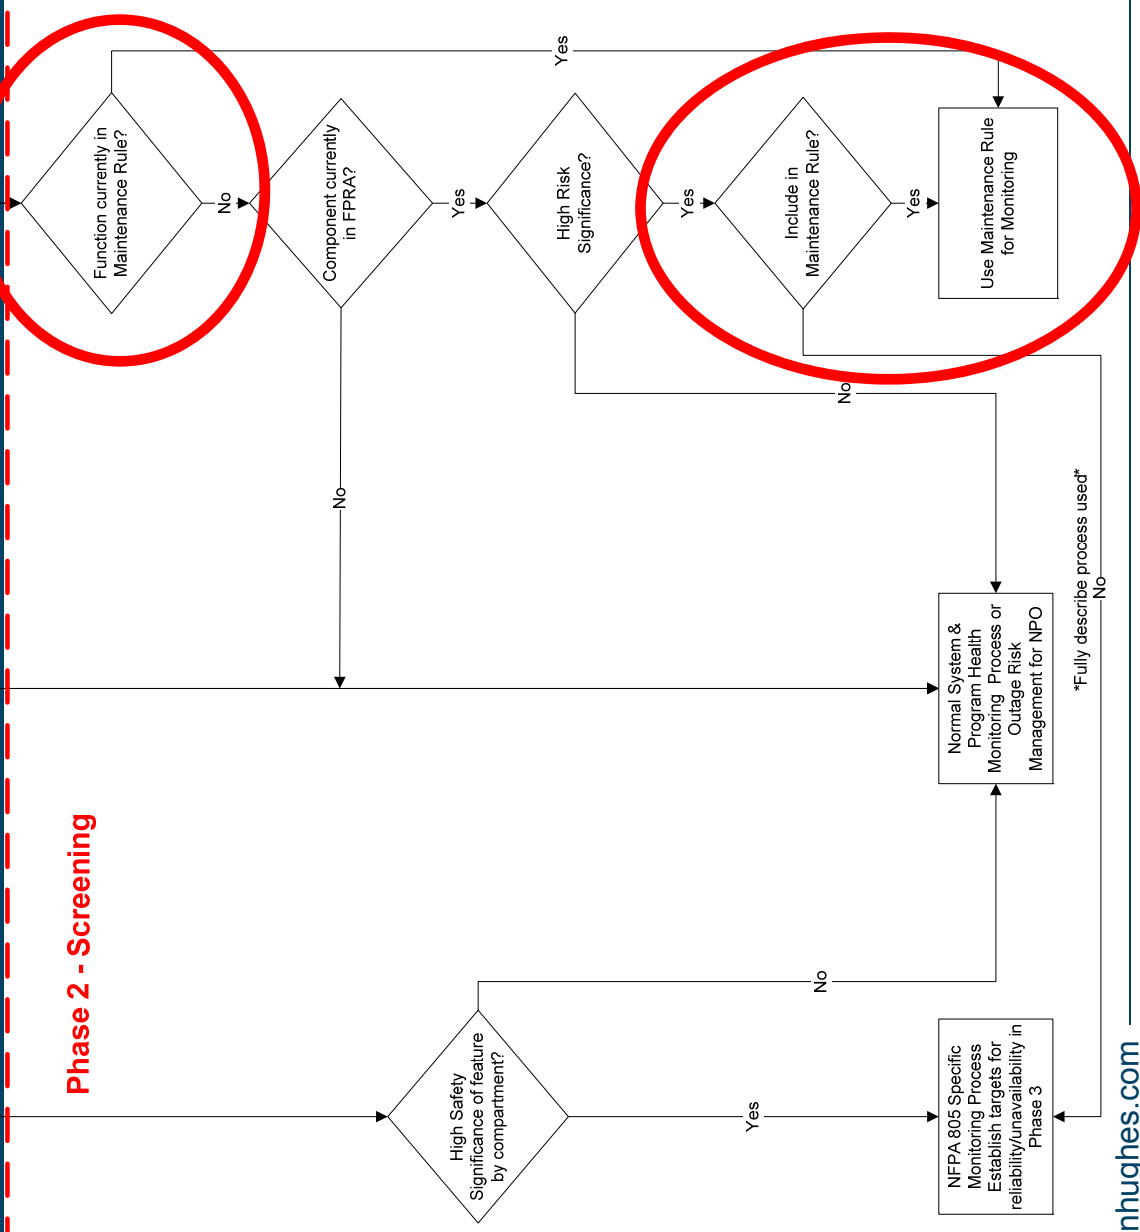 Phase 2 - Screening
High Safety
Significance of feature
by compartment?
Yes
No
NFPA 805 Specific
Monitoring Process
Establish targets for
reliability/unavailability in
Phase 3
Normal System &
Program Health
Monitoring Process or
Outage Risk
Management for NPO
*Fully describe process used*
No
Function currently in
Maintenance Rule?
Yes
No
Component currently
in FPRA?
No
Yes
High Risk
Significance?
No
Yes
Include in
Maintenance Rule?
Yes
Use Maintenance Rule
for Monitoring
nhughes.com